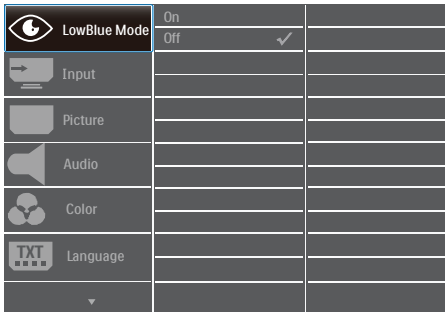 LowBlue Mode
On
Off
Input
Picture
Audio
Color
TXT
Language